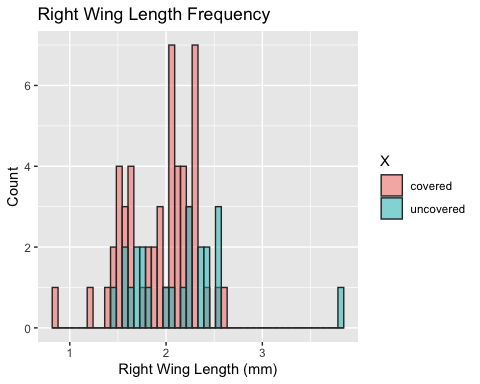 Right Wing Length Frequency
Count
6
4
2
0
1
2
3
Right Wing Length (mm)
X
covered
uncovered